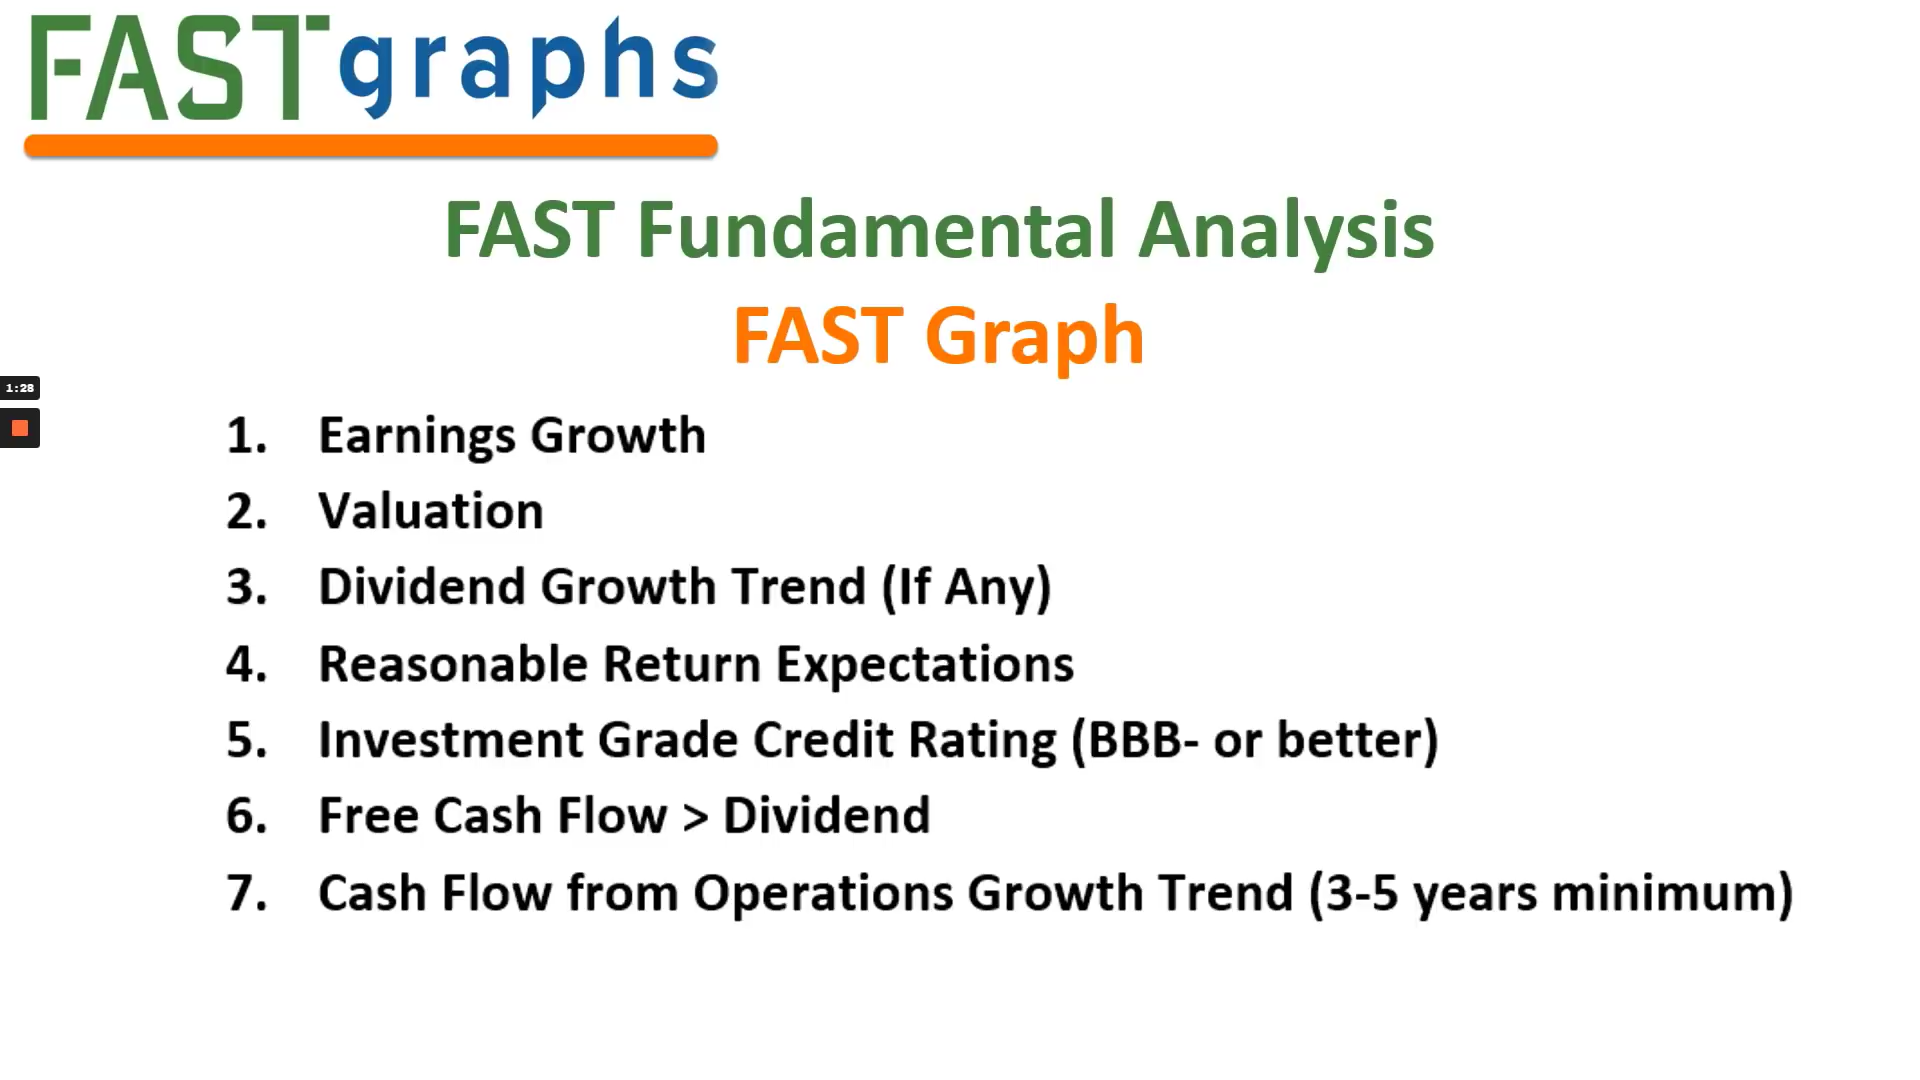 FASTgraphs
FAST Fundamental Analysis
FAST Graph
1:28
1. Earnings Growth
2. Valuation
3. Dividend Growth Trend (If Any)
4. Reasonable Return Expectations
5. Investment Grade Credit Rating (BBB- or better)
6. Free Cash Flow > Dividend
7. Cash Flow from Operations Growth Trend (3-5 years minimum)